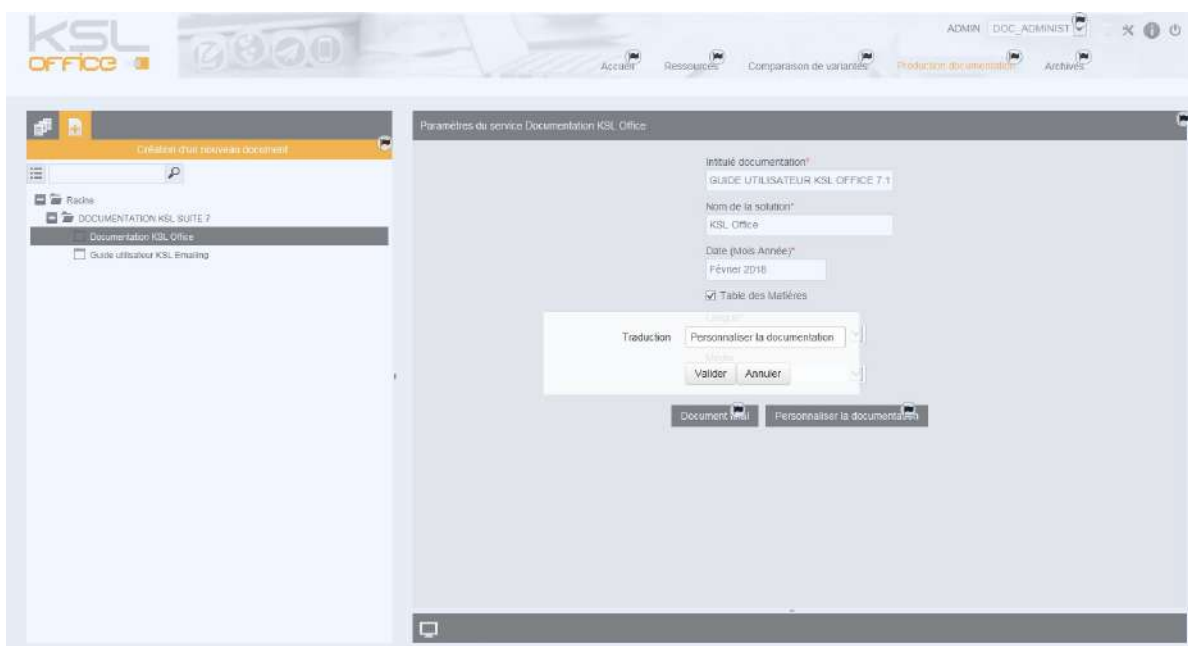 KSL
OFFICE
ADMIN DOC_ADMINIST
Accueil Ressources Comparaison de variantes Production documentation Archives
Création d'un nouveau document
Racine
DOCUMENTATION KSL SUITE 7
Documentation KSL Office
Guide utilisateur KSL Emailing
Paramètres du service Documentation KSL Office
Intitulé documentation*
GUIDE UTILISATEUR KSL OFFICE 7.1
Nom de la solution*
KSL Office
Date (Mois Année)*
Février 2018
Table des Matières
Langue*
Traduction Personnaliser la documentation
Valider Annuler
Document Personnaliser la documentation